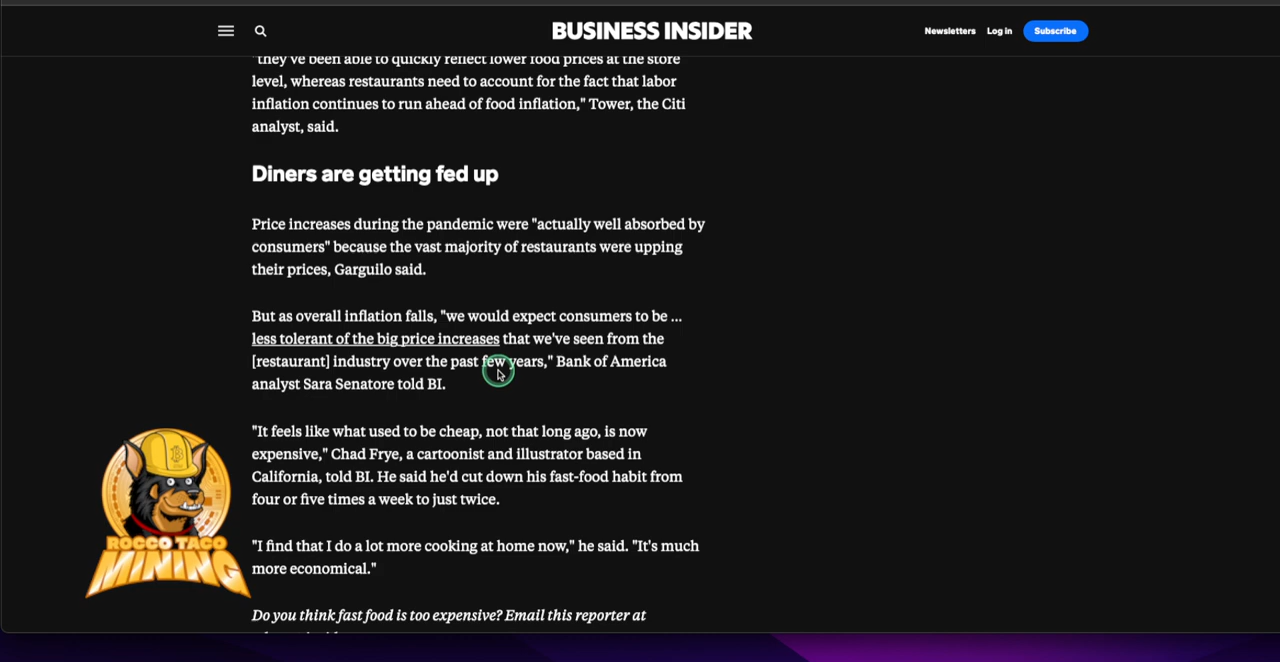 BUSINESS INSIDER
Newsletters
Log in
Subscribe
"they've been able to quickly reflect lower food prices at the store
level, whereas restaurants need to account for the fact that labor
inflation continues to run ahead of food inflation," Tower, the Citi
analyst, said.
Diners are getting fed up
Price increases during the pandemic were "actually well absorbed by
consumers" because the vast majority of restaurants were upping
their prices, Garguilo said.
But as overall inflation falls, "we would expect consumers to be ...
less tolerant of the big price increases that we've seen from the
[restaurant] industry over the past few years," Bank of America
analyst Sara Senatore told BI.
"It feels like what used to be cheap, not that long ago, is now
expensive," Chad Frye, a cartoonist and illustrator based in
California, told BI. He said he'd cut down his fast-food habit from
four or five times a week to just twice.
"I find that I do a lot more cooking at home now," he said. "It's much
more economical."
Do you think fast food is too expensive? Email this reporter at
ROCCO TACO
MINING